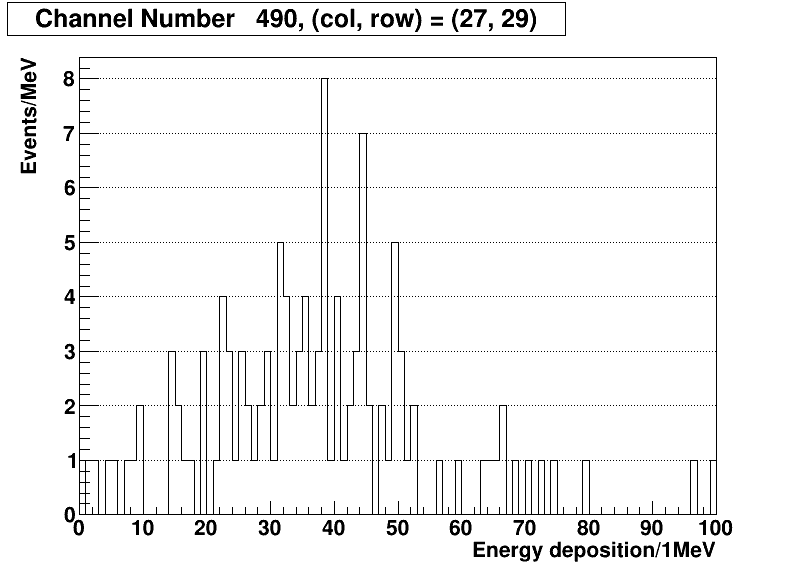 Channel Number 490, (col, row) = (27, 29)
Events/MeV
8
7
6
5
4
3
2
1
0
0 10 20 30 40 50 60 70 80 90 100
Energy deposition/1MeV